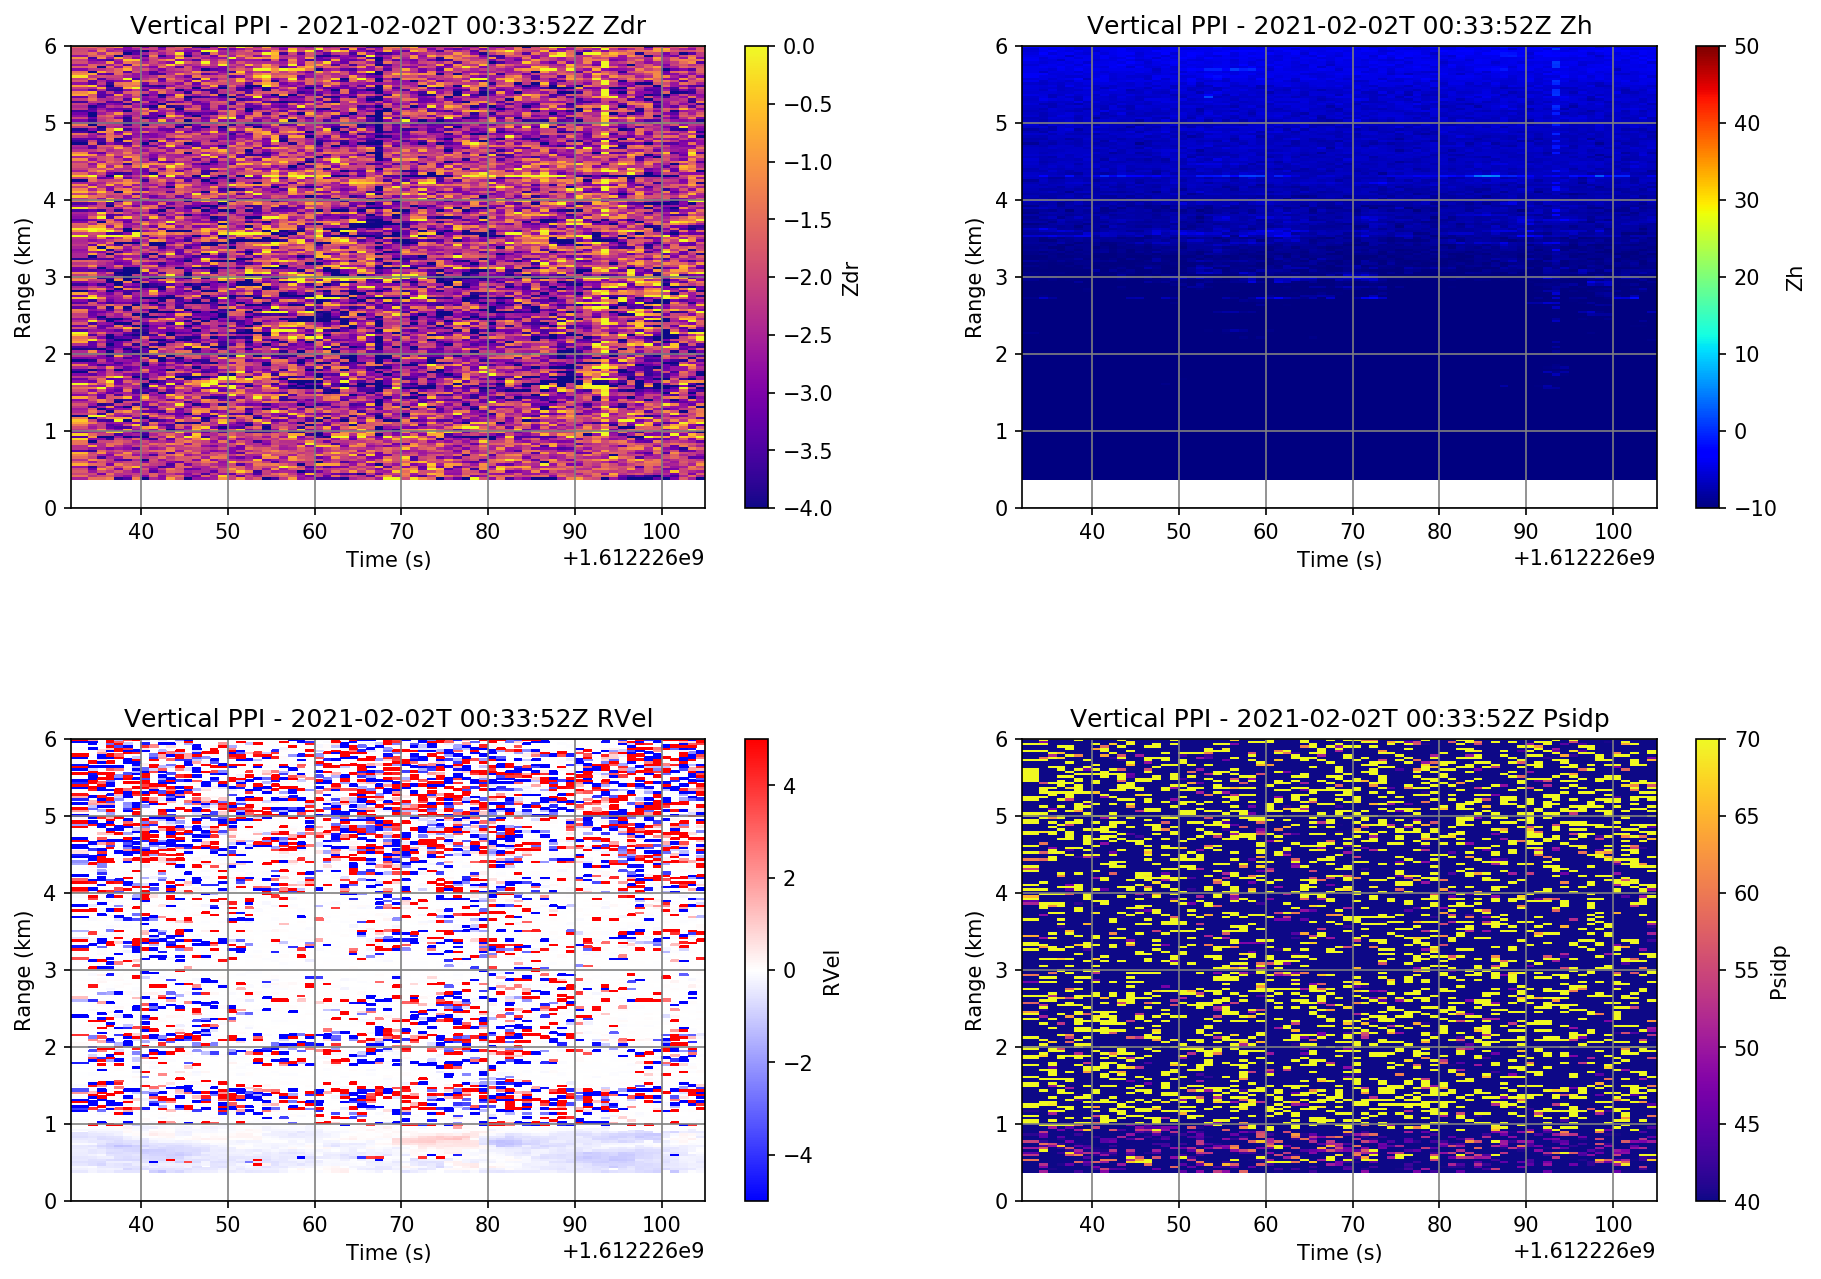 Vertical PPI - 2021-02-02T 00:33:52Z Zdr
6
5
4
3
2
1
0
Range (km)
40 50 60 70 80 90 100
Time (s)
+1.612226e9
0.0
−0.5
−1.0
−1.5
−2.0
−2.5
−3.0
−3.5
−4.0
Zdr
Vertical PPI - 2021-02-02T 00:33:52Z Zh
6
5
4
3
2
1
0
Range (km)
40 50 60 70 80 90 100
Time (s)
+1.612226e9
50
40
30
20
10
0
−10
Zh
Vertical PPI - 2021-02-02T 00:33:52Z RVel
6
5
4
3
2
1
0
Range (km)
40 50 60 70 80 90 100
Time (s)
+1.612226e9
4
2
0
−2
−4
RVel
Vertical PPI - 2021-02-02T 00:33:52Z Psidp
6
5
4
3
2
1
0
Range (km)
40 50 60 70 80 90 100
Time (s)
+1.612226e9
70
65
60
55
50
45
40
Psidp